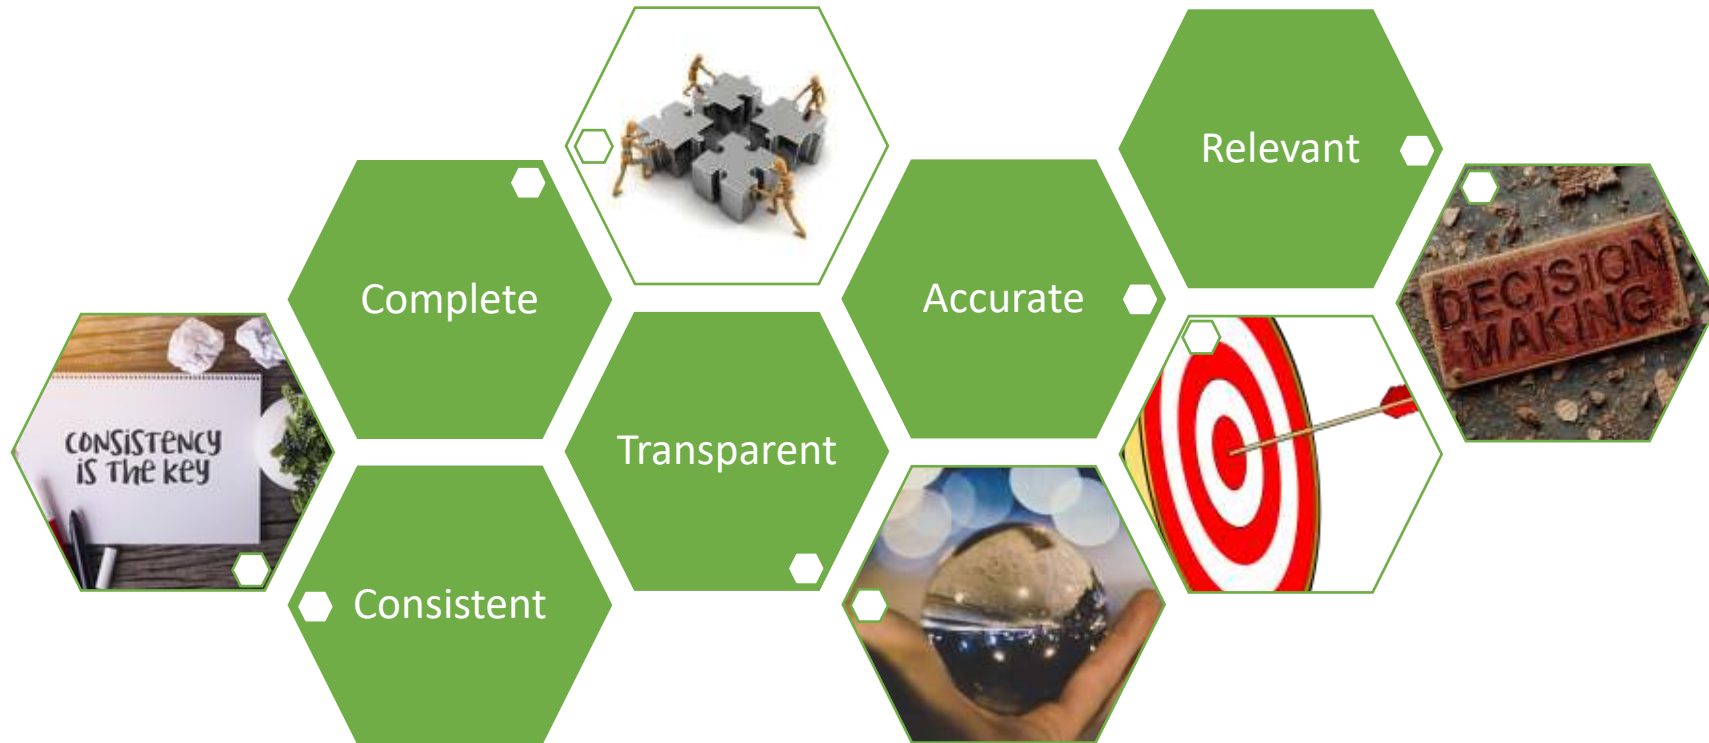 Relevant
Complete
Accurate
DECISION
MAKING
CONSISTENCY
IS THE KEY
Transparent
Consistent